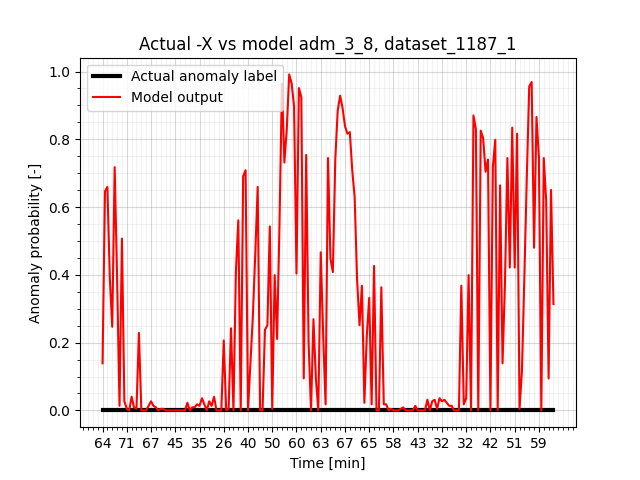 Actual -X vs model adm_3_8, dataset_1187_1
Actual anomaly label
Model output
Anomaly probability [-]
1.0
0.8
0.6
0.4
0.2
0.0
64 71 67 45 35 26 40 50 60 63 67 65 58 43 32 32 42 51 59
Time [min]